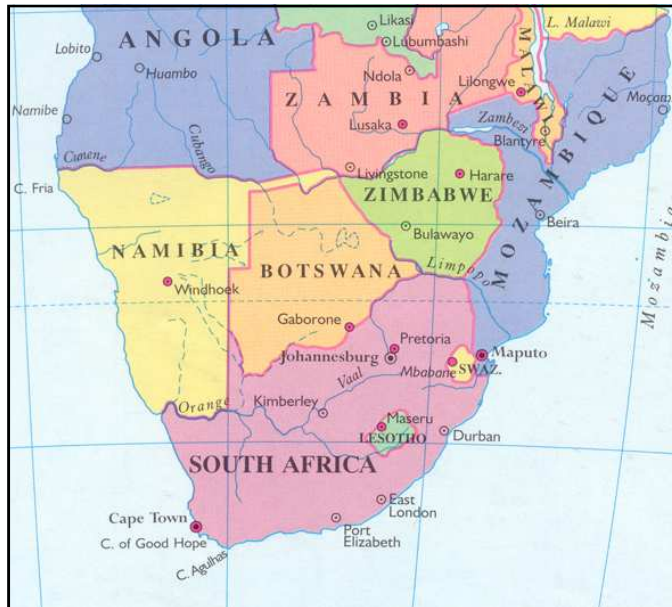 Likasi
L. Malawi
ANGOLA
Lubumbashi
Lobito
Huambo
Ndola
Lilongwe
MALAWI
ZAMBIA
Namibe
Lusaka
Zambezi
Moçam
Blantyre
MOZAMBIQUE
Cunene
Cubango
Livingstone
Harare
C. Fria
ZIMBABWE
Beira
Bulawayo
NAMIBIA
BOTSWANA
Limpopo
Windhoek
Mozambiq
Gaborone
Pretoria
Johannesburg
Maputo
Vaal
Mbabane
SWAZ.
Orange
Kimberley
Maseru
LESOTHO
Durban
SOUTH AFRICA
Cape Town
East
London
C. of Good Hope
Port
Elizabeth
C. Agulhas